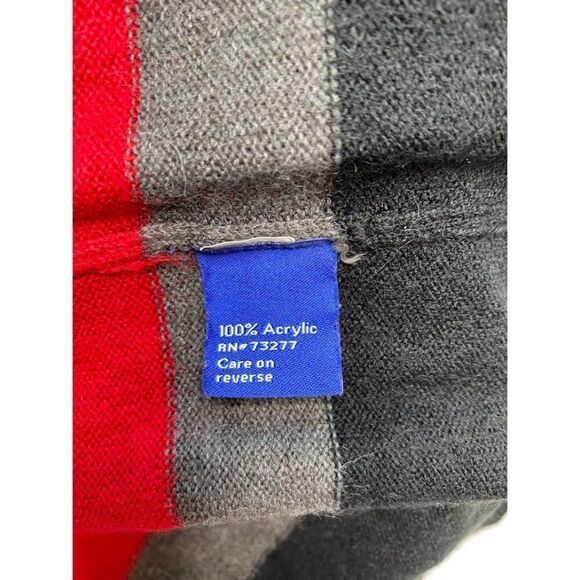 100% Acrylic
RN#73277
Care on
reverse